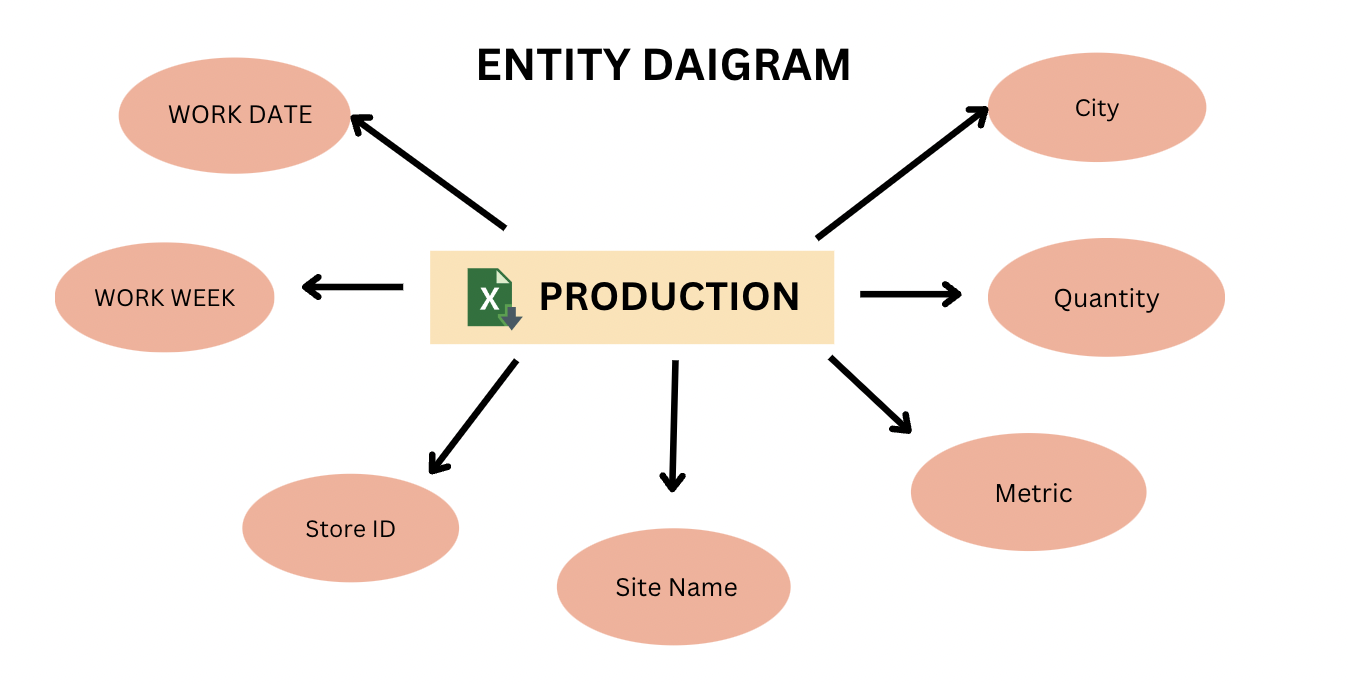 ENTITY DAIGRAM
WORK DATE
City
WORK WEEK
X
PRODUCTION
Quantity
Store ID
Site Name
Metric